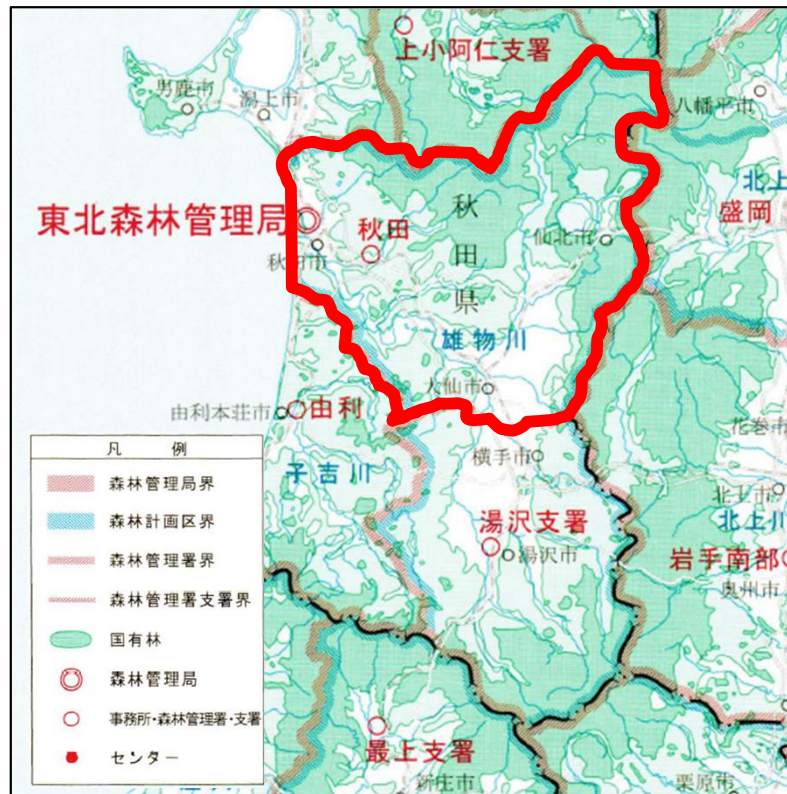 上小阿仁支署
男鹿市
潟上市
八幡平市
北上
盛岡
東北森林管理局
秋田
秋田市
秋田県
仙北市
雄物川
大仙市
由利本荘市
由利
子吉川
横手市
花巻市
北上市
北上川
湯沢支署
湯沢市
岩手南部
奥州市
最上支署
新庄市
栗原市
凡 例
森林管理局界
森林計画区界
森林管理署界
森林管理署支署界
国有林
森林管理局
事務所・森林管理署・支署
センター